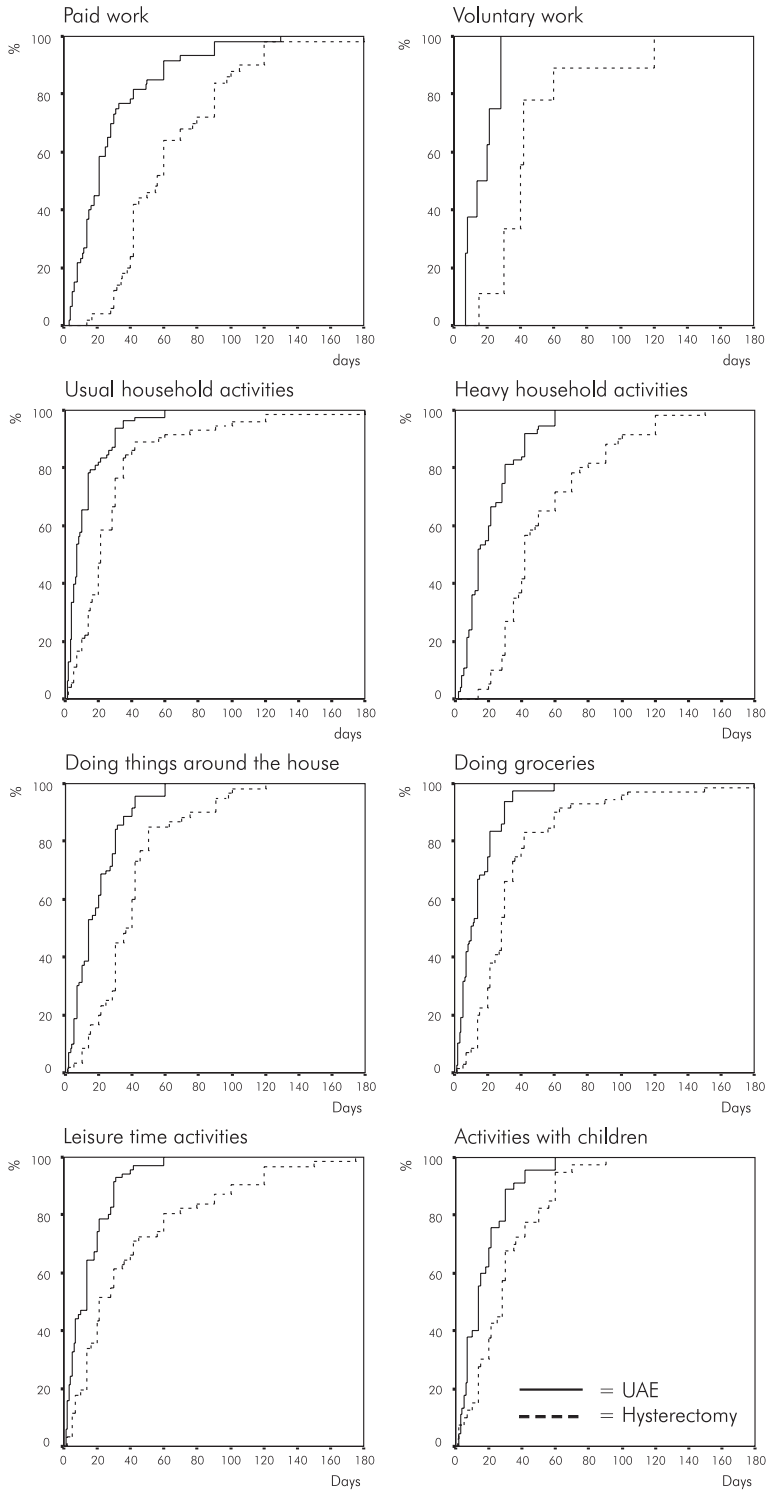 Paid work
%
100
80
60
40
20
0
0 20 40 60 80 100 120 140 160 180
days
Voluntary work
%
100
80
60
40
20
0
0 20 40 60 80 100 120 140 160 180
days
Usual household activities
%
100
80
60
40
20
0
0 20 40 60 80 100 120 140 160 180
days
Heavy household activities
%
100
80
60
40
20
0
0 20 40 60 80 100 120 140 160 180
Days
Doing things around the house
%
100
80
60
40
20
0
0 20 40 60 80 100 120 140 160 180
Days
Doing groceries
%
100
80
60
40
20
0
0 20 40 60 80 100 120 140 160 180
Days
Leisure time activities
%
100
80
60
40
20
0
0 20 40 60 80 100 120 140 160 180
Days
Activities with children
%
100
80
60
40
20
0
= UAE
= Hysterectomy
0 20 40 60 80 100 120 140 160 180
Days